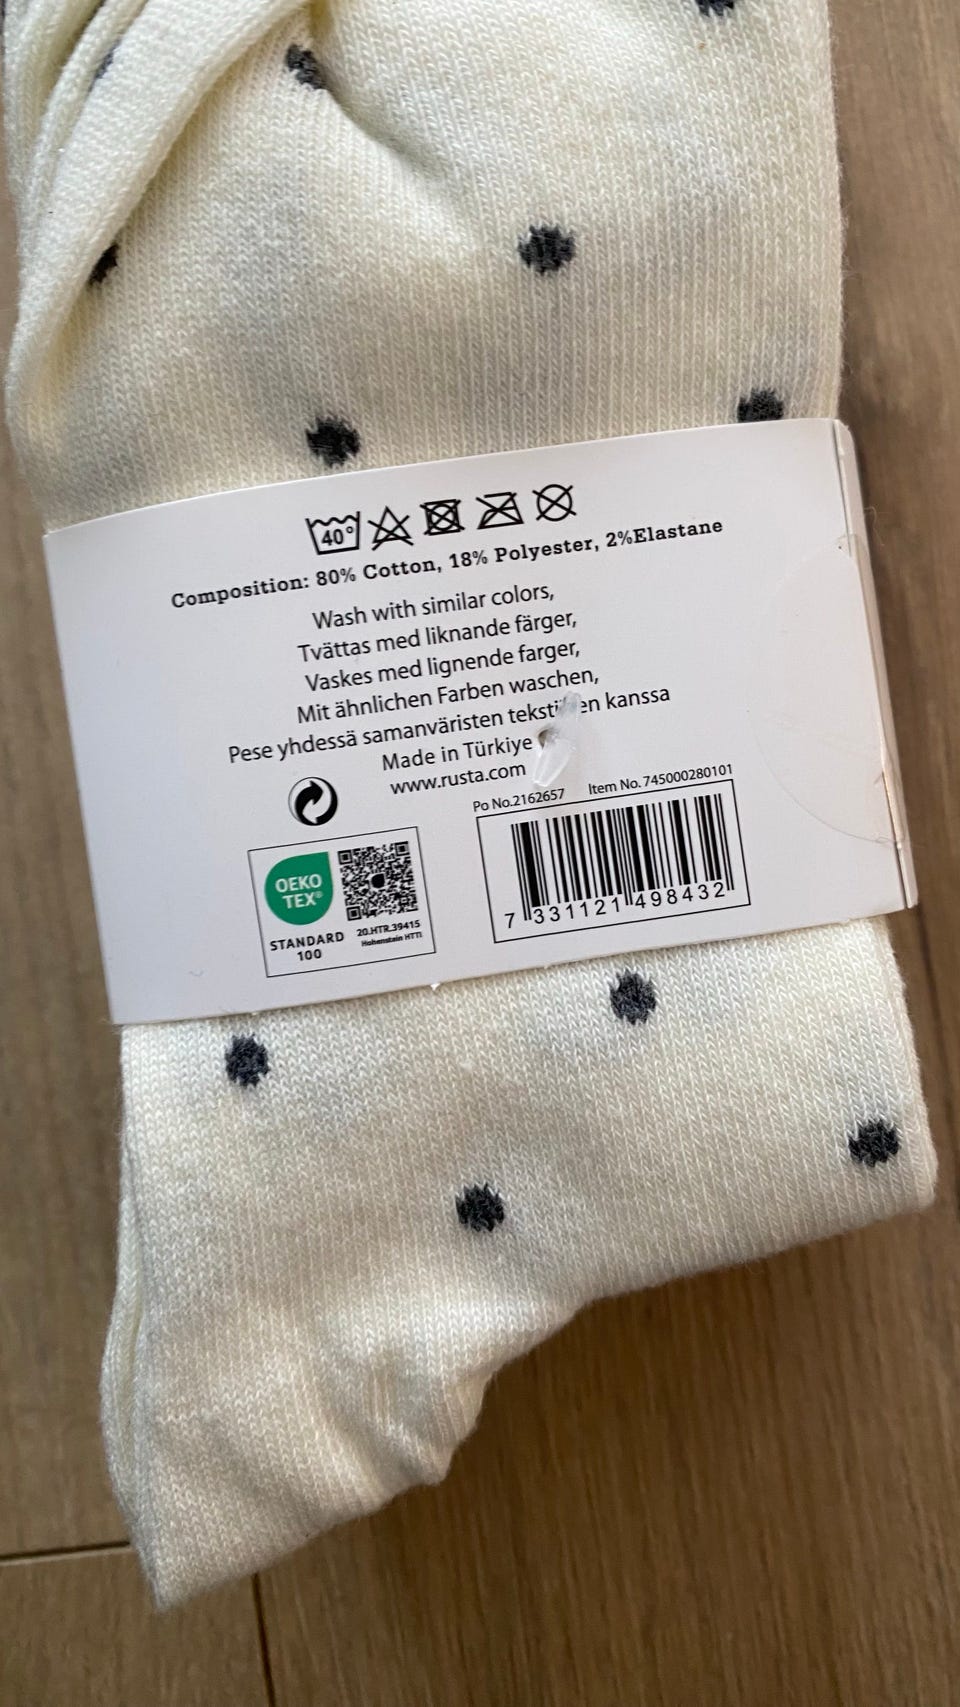 40°
Composition: 80% Cotton, 18% Polyester, 2%Elastane
Wash with similar colors,
Tvättas med liknande färger,
Vaskes med lignende farger,
Mit ähnlichen Farben waschen,
Pese yhdessä samanväristen kanssa
Made in Türkiye
www.rusta.com
Po No.2162657 Item No. 745000280101
7 331121 498432
OEKO
TEX®
STANDARD
100
20.HTR.39415
Hohenstein HTTI